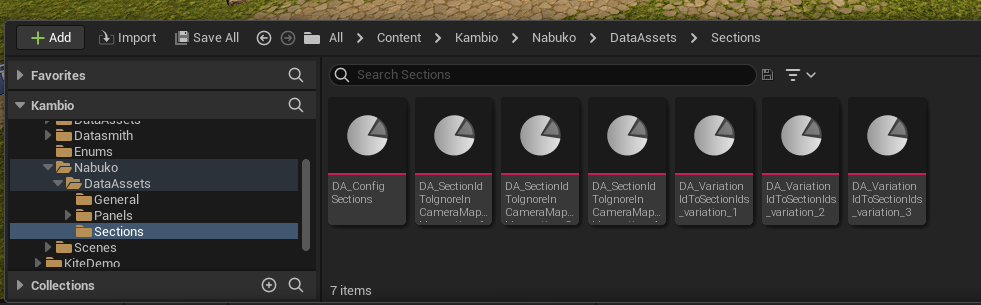 Add
Import
Save All
All > Content > Kambio > Nabuko > DataAssets > Sections
Favorites
Search Sections
Kambio
DataAssets
Datasmith
Enums
Nabuko
DataAssets
General
Panels
Sections
Scenes
KiteDemo
Collections
DA_Config
Sections
DA_SectionId
ToIgnoreIn
CameraMap...
DA_SectionId
ToIgnoreIn
CameraMap...
DA_SectionId
ToIgnoreIn
CameraMap...
DA_Variation
IdToSectionIds
_variation_1
DA_Variation
IdToSectionIds
_variation_2
DA_Variation
IdToSectionIds
_variation_3
7 items